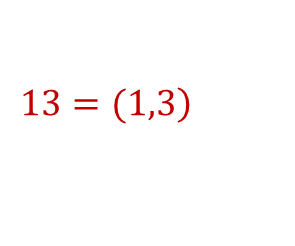 13 = (1,3)